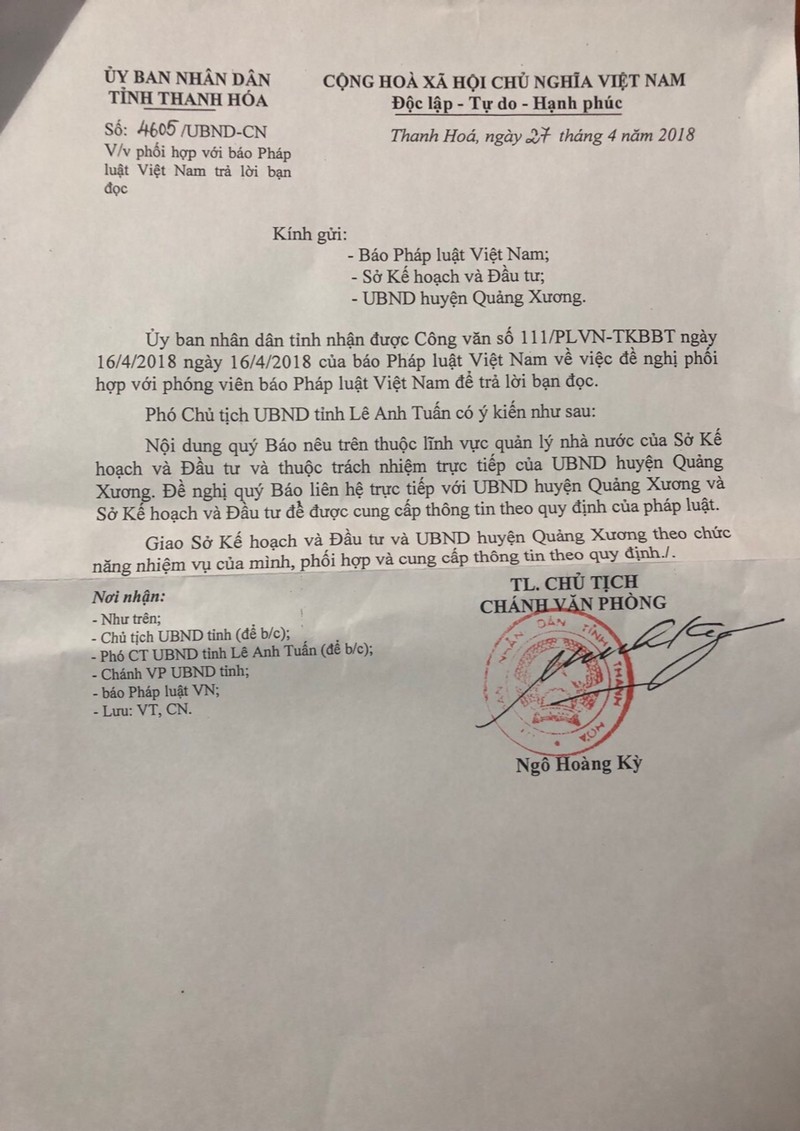 ỦY BAN NHÂN DÂN
TỈNH THANH HÓA
CỘNG HOÀ XÃ HỘI CHỦ NGHĨA VIỆT NAM
Độc lập - Tự do - Hạnh phúc
Số: 4605/UBND-CN
V/v phối hợp với báo Pháp
luật Việt Nam trả lời bạn
đọc
Thanh Hoá, ngày 27 tháng 4 năm 2018
Kính gửi:
- Báo Pháp luật Việt Nam;
- Sở Kế hoạch và Đầu tư;
- UBND huyện Quảng Xương.
Ủy ban nhân dân tỉnh nhận được Công văn số 111/PLVN-TKBBT ngày
16/4/2018 ngày 16/4/2018 của báo Pháp luật Việt Nam về việc đề nghị phối
hợp với phóng viên báo Pháp luật Việt Nam để trả lời bạn đọc.
Phó Chủ tịch UBND tỉnh Lê Anh Tuấn có ý kiến như sau:
Nội dung quý Báo nêu trên thuộc lĩnh vực quản lý nhà nước của Sở Kế
hoạch và Đầu tư và thuộc trách nhiệm trực tiếp của UBND huyện Quảng
Xương. Đề nghị quý Báo liên hệ trực tiếp với UBND huyện Quảng Xương và
Sở Kế hoạch và Đầu tư để được cung cấp thông tin theo quy định của pháp luật.
Giao Sở Kế hoạch và Đầu tư và UBND huyện Quảng Xương theo chức
năng nhiệm vụ của mình, phối hợp và cung cấp thông tin theo quy định./.
Nơi nhận:
- Như trên;
- Chủ tịch UBND tỉnh (để b/c);
- Phó CT UBND tỉnh Lê Anh Tuấn (để b/c);
- Chánh VP UBND tỉnh;
- báo Pháp luật VN;
- Lưu: VT, CN.
TL. CHỦ TỊCH
CHÁNH VĂN PHÒNG
NHÂN DÂN TỈNH THANH HÓA
Ngô Hoàng Kỳ